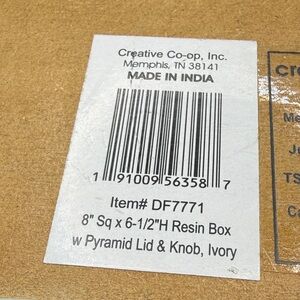 Creative Co-op, Inc.
Memphis, TN 38141
MADE IN INDIA
1 91009 56358 7
Item# DF7771
8" Sq x 6-1/2"H Resin Box
w Pyramid Lid & Knob, Ivory